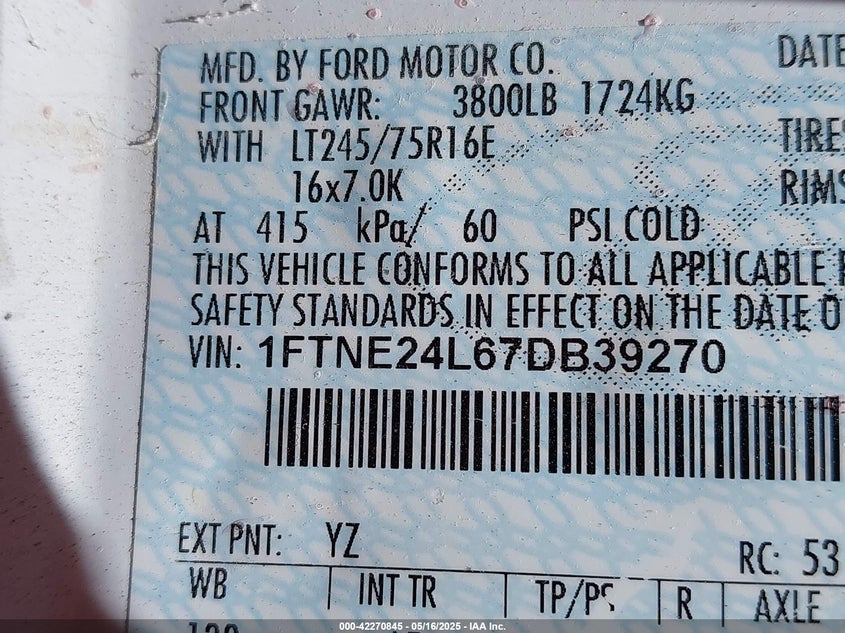 MFD. BY FORD MOTOR CO. DATE
FRONT GAWR: 3800LB 1724KG
WITH LT245/75R16E TIRES
16x7.0K RIMS
AT 415 kPa/ 60 PSI COLD
THIS VEHICLE CONFORMS TO ALL APPLICABLE F
SAFETY STANDARDS IN EFFECT ON THE DATE O
VIN: 1FTNE24L67DB39270
EXT PNT: YZ RC: 53
WB INT TR TP/PS R AXLE
000-42270845 - 05/16/2025 - IAA Inc.